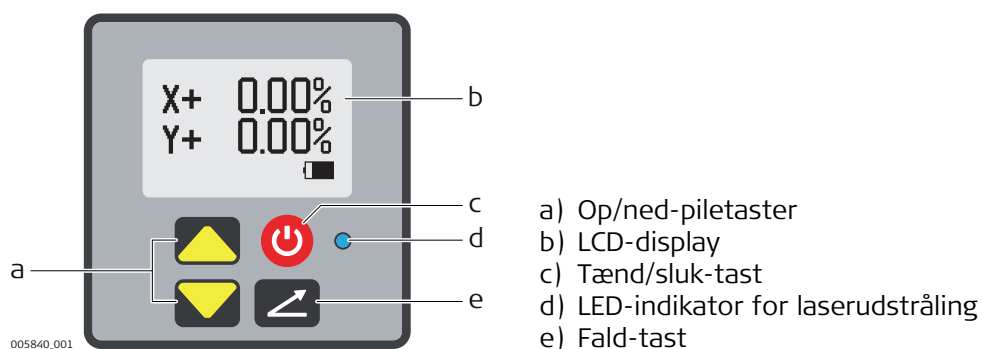 X+ 0.00%
Y+ 0.00%
b
c
d
a
e
005840_001
a) Op/ned-piletaster
b) LCD-display
c) Tænd/sluk-tast
d) LED-indikator for laserudstråling
e) Fald-tast